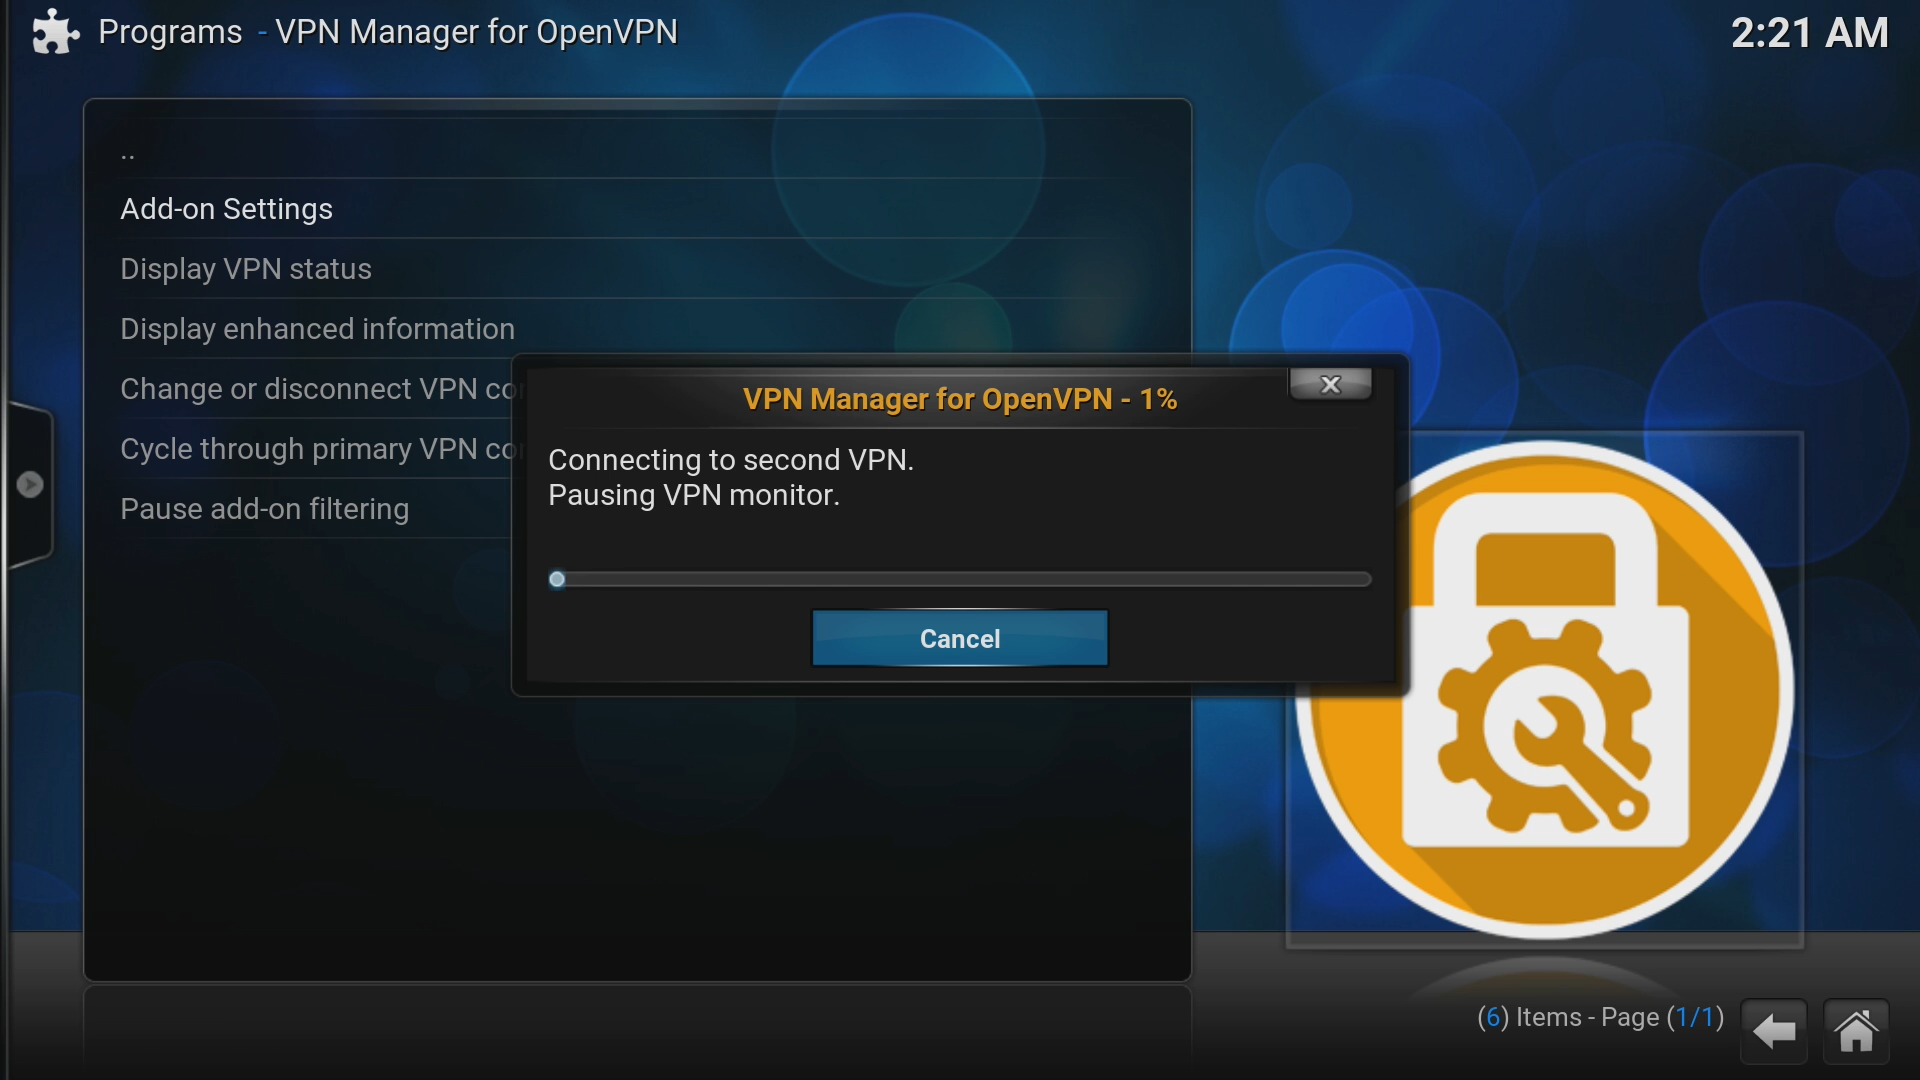 Programs - VPN Manager for OpenVPN
2:21 AM
..
Add-on Settings
Display VPN status
Display enhanced information
Change or disconnect VPN co
Cycle through primary VPN co
Pause add-on filtering
VPN Manager for OpenVPN - 1%
Connecting to second VPN.
Pausing VPN monitor.
Cancel
(6) Items - Page (1/1)